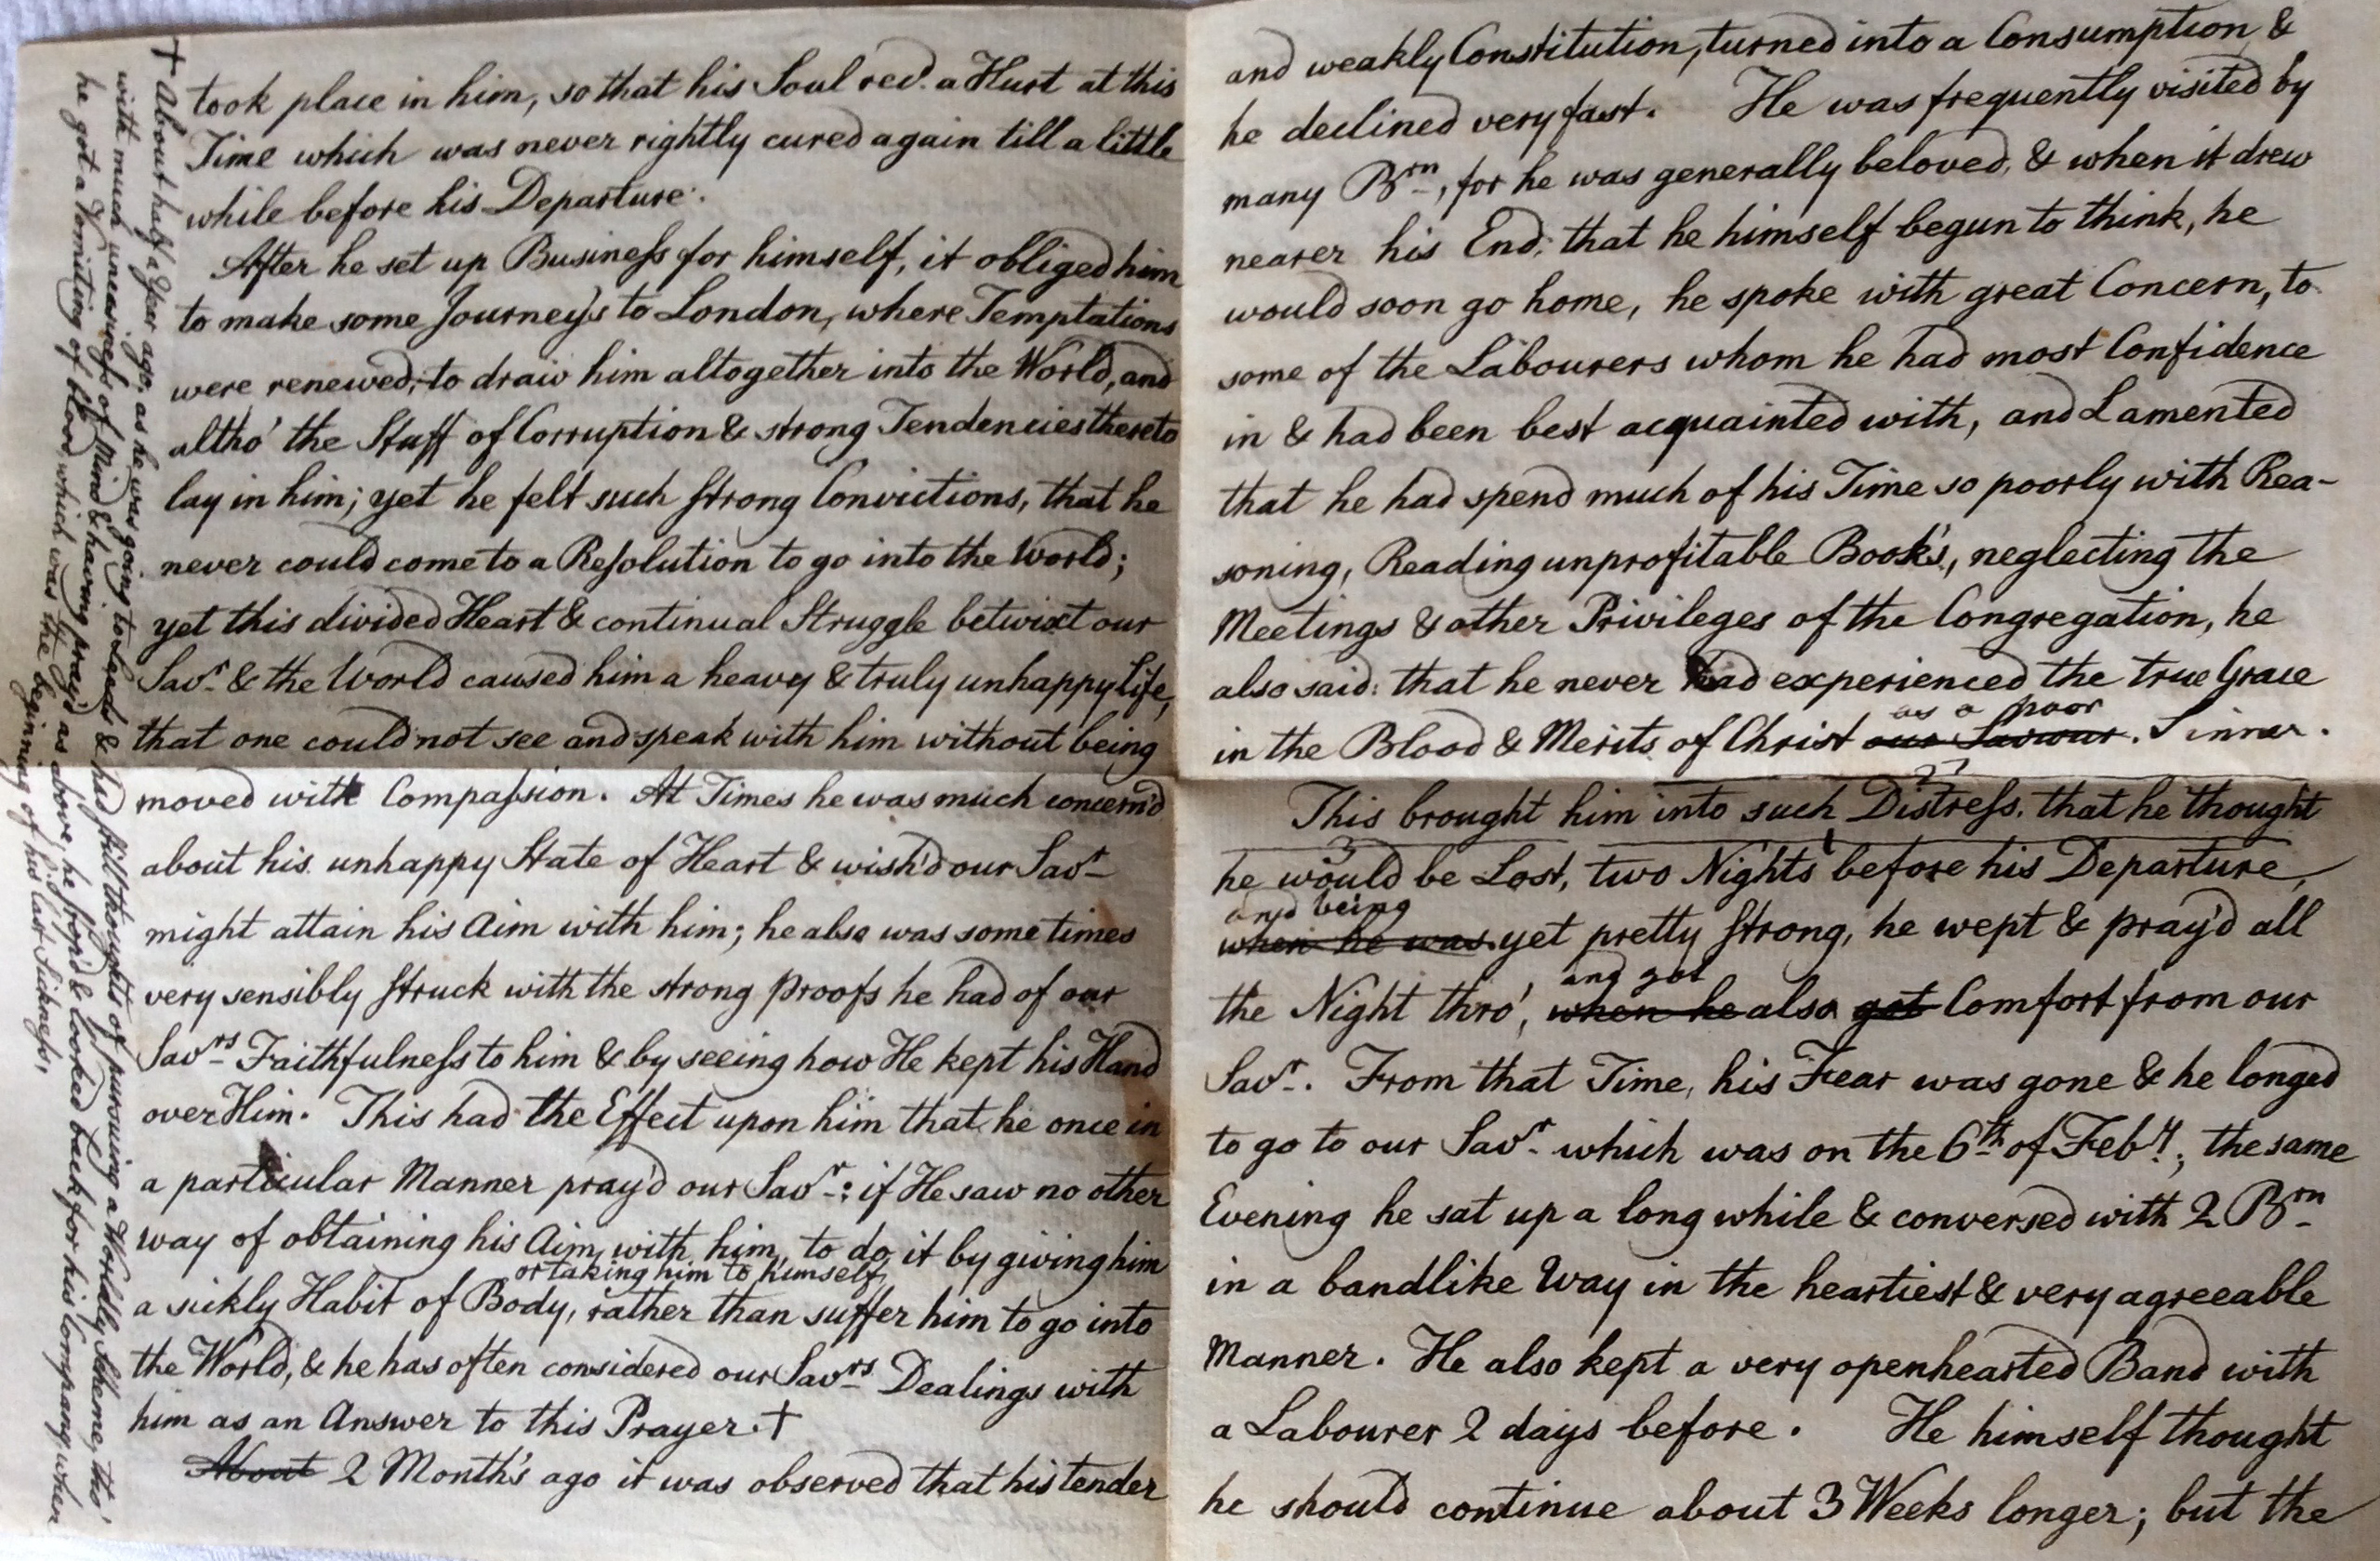 took place in him, so that his Soul recd. a Hurt at this
Time which was never rightly cured again till a little
while before his Departure.
After he set up Business for himself, it obliged him
to make some Journeys to London, where Temptations
were renewed, to draw him altogether into the World, and
altho' the Stuff of Corruption & strong Tendencies thereto
lay in him; yet he felt such strong Convictions, that he
never could come to a Resolution to go into the World;
yet this divided Heart & continual Struggle betwixt our
Savr. & the World caused him a heavy & truly unhappy Life,
that one could not see and speak with him without being
moved with Compassion. At Times he was much concern'd
about his unhappy State of Heart & wish'd our Savr.
might attain his Aim with him; he also was some times
very sensibly struck with the strong Proofs he had of our
Savrs. Faithfulness to him & by seeing how He kept his Hand
over Him. This had the Effect upon him that he once in
a particular Manner pray'd our Savr.: if He saw no other
way of obtaining his Aim with him, to do it by giving him
or taking him to himself,
a sickly Habit of Body, rather than suffer him to go into
the World, & he has often considered our Savrs. Dealings with
him as an Answer to this Prayer. †
About 2 Month's ago it was observed that his tender
† About half a Year ago, as he was going to Leeds & had still thoughts of pursuing a Worldly Scheme, tho'
with much uneasiness of Mind & having pray'd as above, he stop'd & looked back for his Company, when
he got a Vomiting of blood, which was the beginning of his last Sickness,
and weakly Constitution, turned into a Consumption &
he declined very fast. He was frequently visited by
many Brn., for he was generally beloved, & when it drew
nearer his End, that he himself begun to think, he
would soon go home, he spoke with great Concern, to
some of the Labourers whom he had most Confidence
in & had been best acquainted with, and Lamented
that he had spend much of his Time so poorly with Rea-
soning, Reading unprofitable Book's, neglecting the
Meetings & other Privileges of the Congregation, he
also said: that he never had experienced the true Grace
as a poor
in the Blood & Merits of Christ our Saviour. Sinner.
This brought him into such Distress, that he thought
he would be Lost, two Nights before his Departure,
and being
when he was yet pretty strong, he wept & pray'd all
and got
the Night thro', when he also got Comfort from our
Savr. From that Time, his Fear was gone & he longed
to go to our Savr. which was on the 6th of Feby.; the same
Evening he sat up a long while & conversed with 2 Brn.
in a bandlike Way in the heartiest & very agreeable
Manner. He also kept a very openhearted Band with
a Labourer 2 days before. He himself thought
he should continue about 3 Weeks longer; but the